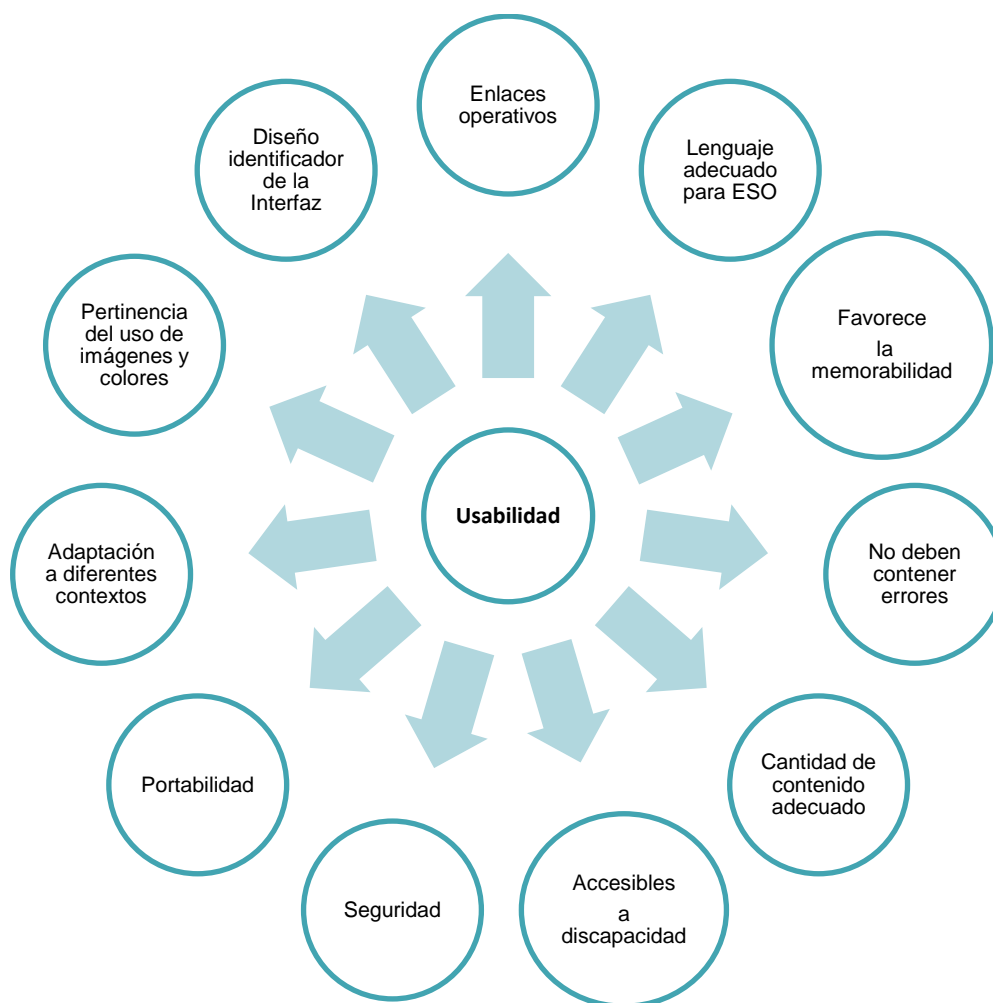 Enlaces
operativos
Lenguaje
adecuado
para ESO
Favorece
la
memorabilidad
No deben
contener
errores
Cantidad de
contenido
adecuado
Accesibles
a
discapacidad
Seguridad
Portabilidad
Adaptación
a diferentes
contextos
Pertinencia
del uso de
imágenes y
colores
Diseño
identificador
de la
Interfaz
Usabilidad